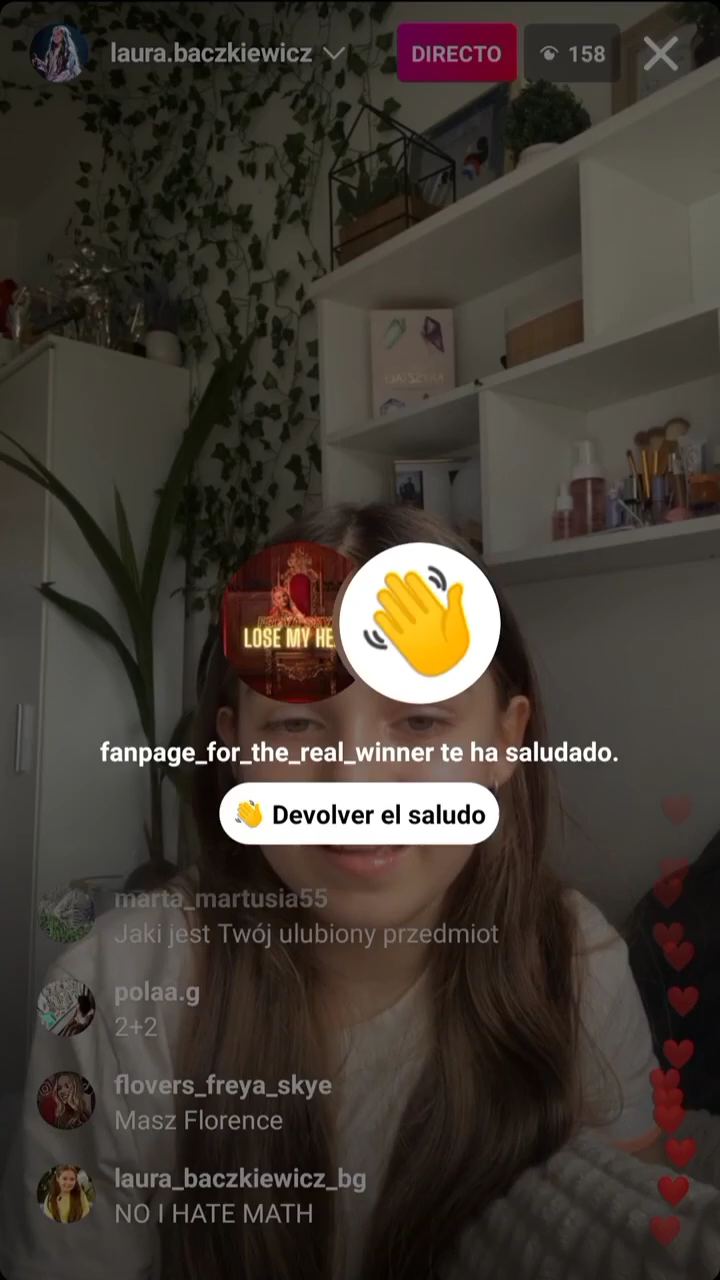 laura.baczkiewicz
DIRECTO
158
LOSE MY HE
fanpage_for_the_real_winner te ha saludado.
👋 Devolver el saludo
marta_martusia55
Jaki jest Twój ulubiony przedmiot
polaa.g
2+2
flovers_freya_skye
Masz Florence
laura_baczkiewicz_bg
NO I HATE MATH